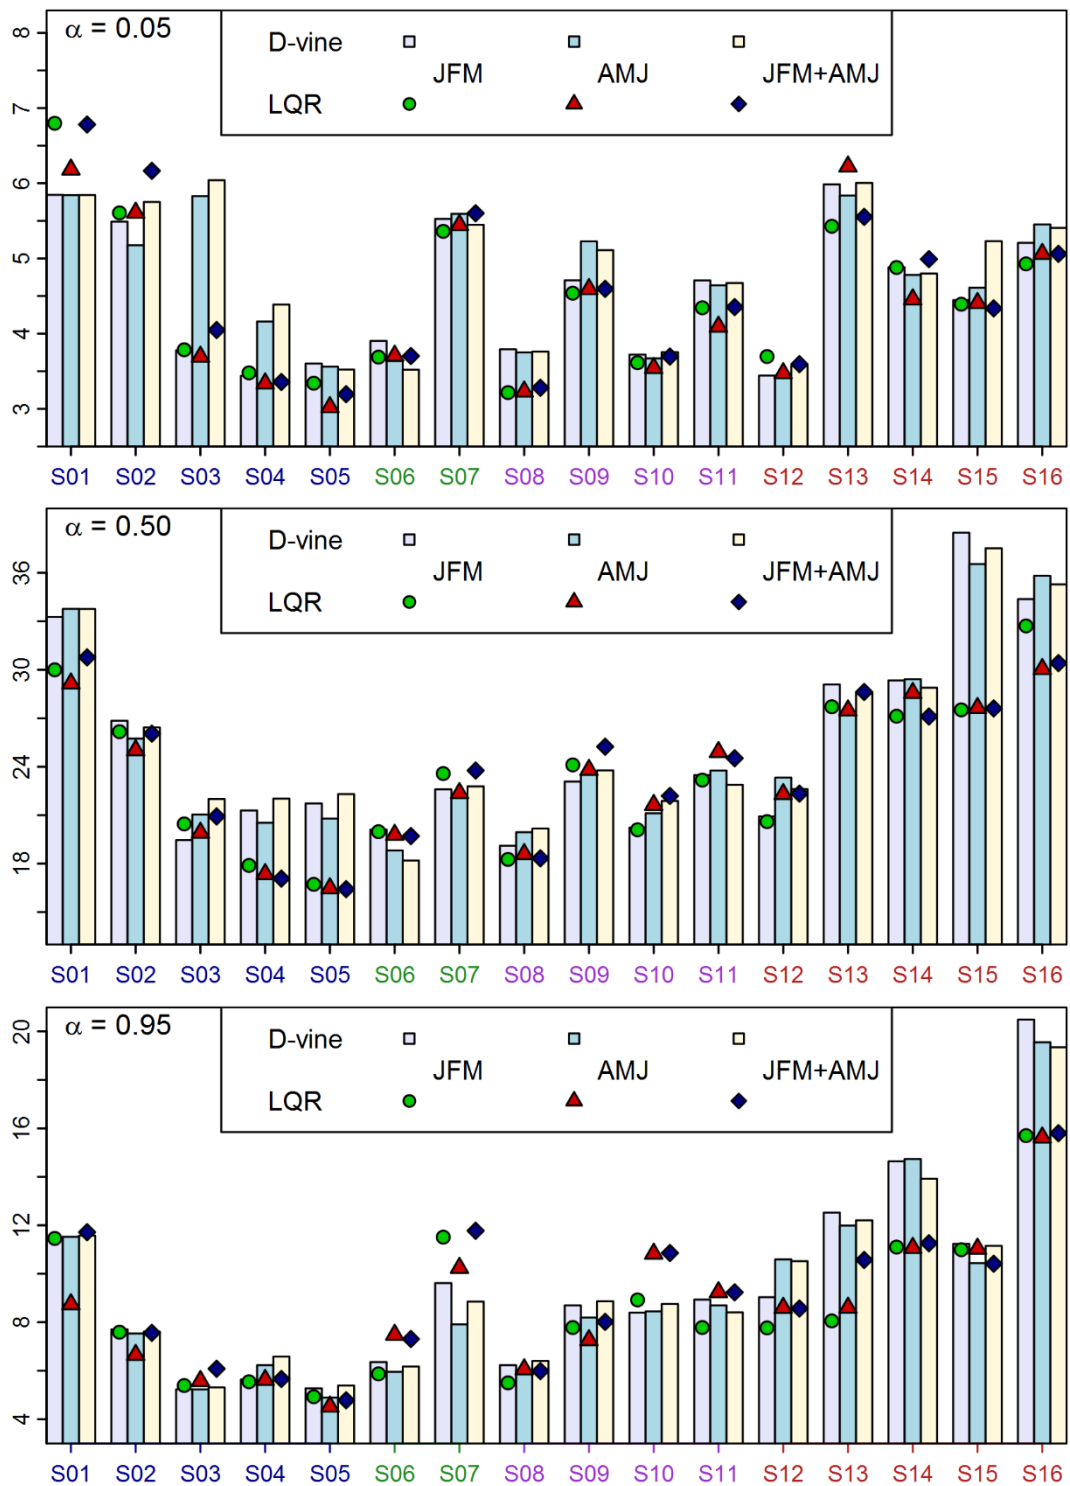 α = 0.05
D-vine
JFM AMJ JFM+AMJ
LQR
8
7
6
5
4
3
S01 S02 S03 S04 S05 S06 S07 S08 S09 S10 S11 S12 S13 S14 S15 S16
α = 0.50
D-vine
JFM AMJ JFM+AMJ
LQR
36
30
24
18
S01 S02 S03 S04 S05 S06 S07 S08 S09 S10 S11 S12 S13 S14 S15 S16
α = 0.95
D-vine
JFM AMJ JFM+AMJ
LQR
20
16
12
8
4
S01 S02 S03 S04 S05 S06 S07 S08 S09 S10 S11 S12 S13 S14 S15 S16